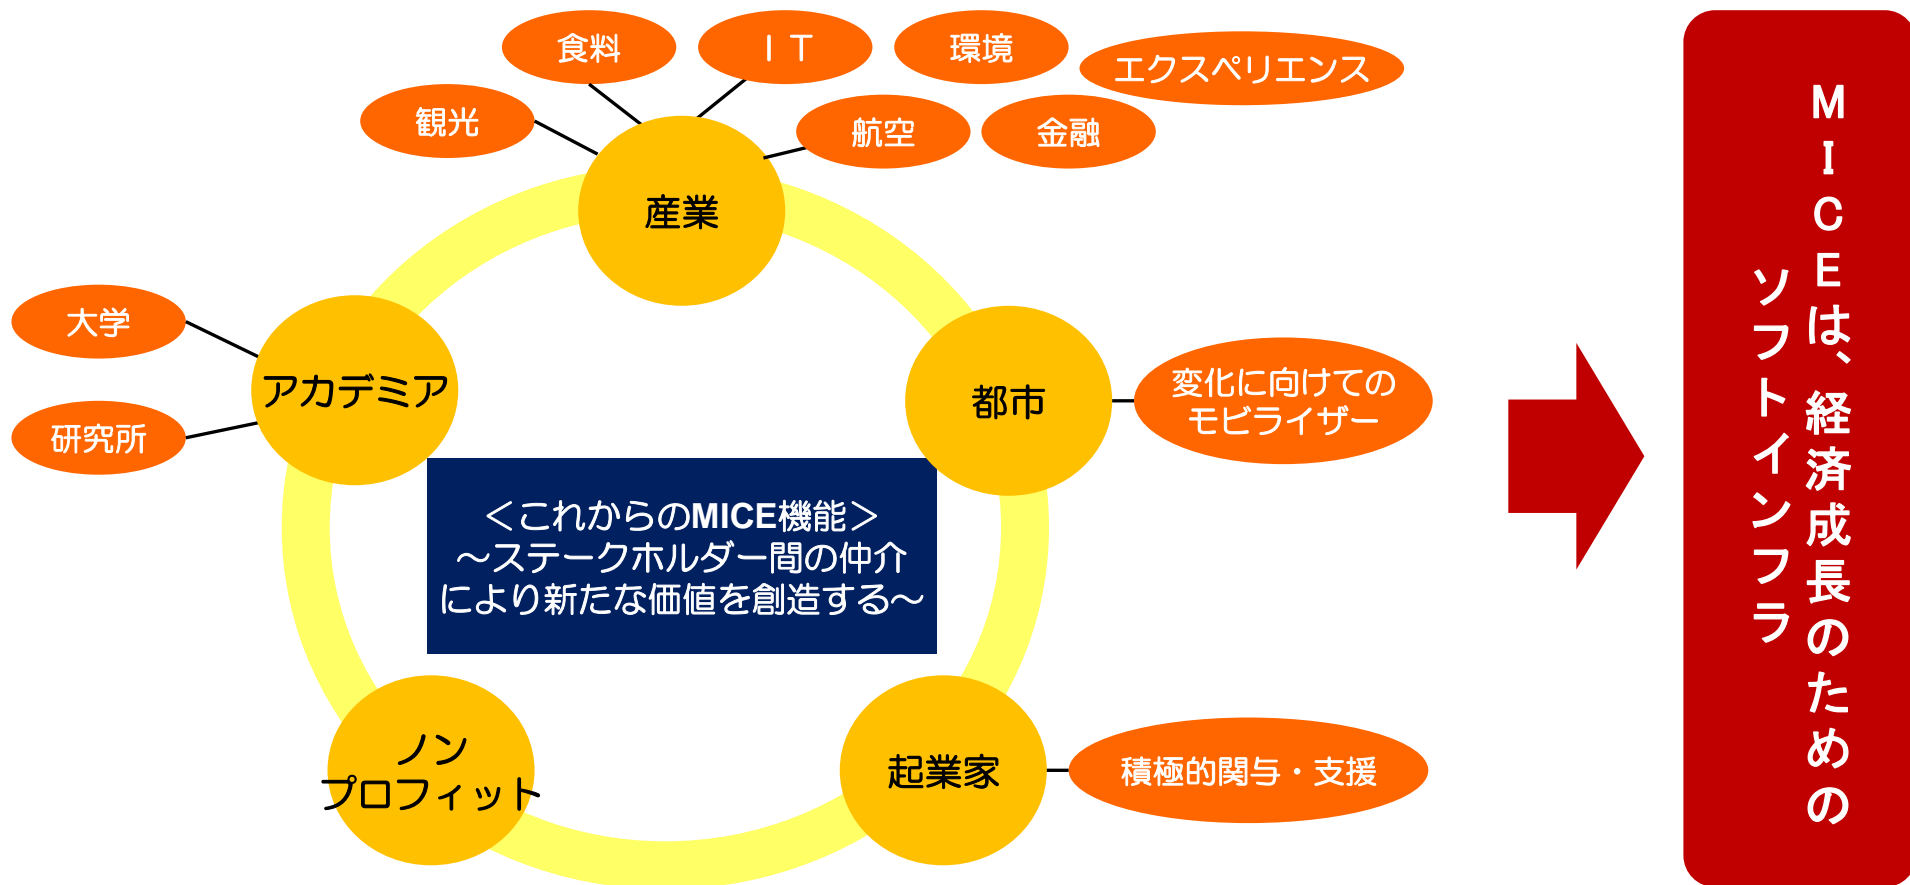 食料
ＩＴ
環境
エクスペリエンス
観光
航空
金融
産業
大学
アカデミア
研究所
都市
変化に向けての
モビライザー
＜これからのMICE機能＞
～ステークホルダー間の仲介
により新たな価値を創造する～
ノン
プロフィット
起業家
積極的関与・支援
ＭＩＣＥは、経済成長のための
ソフトインフラ